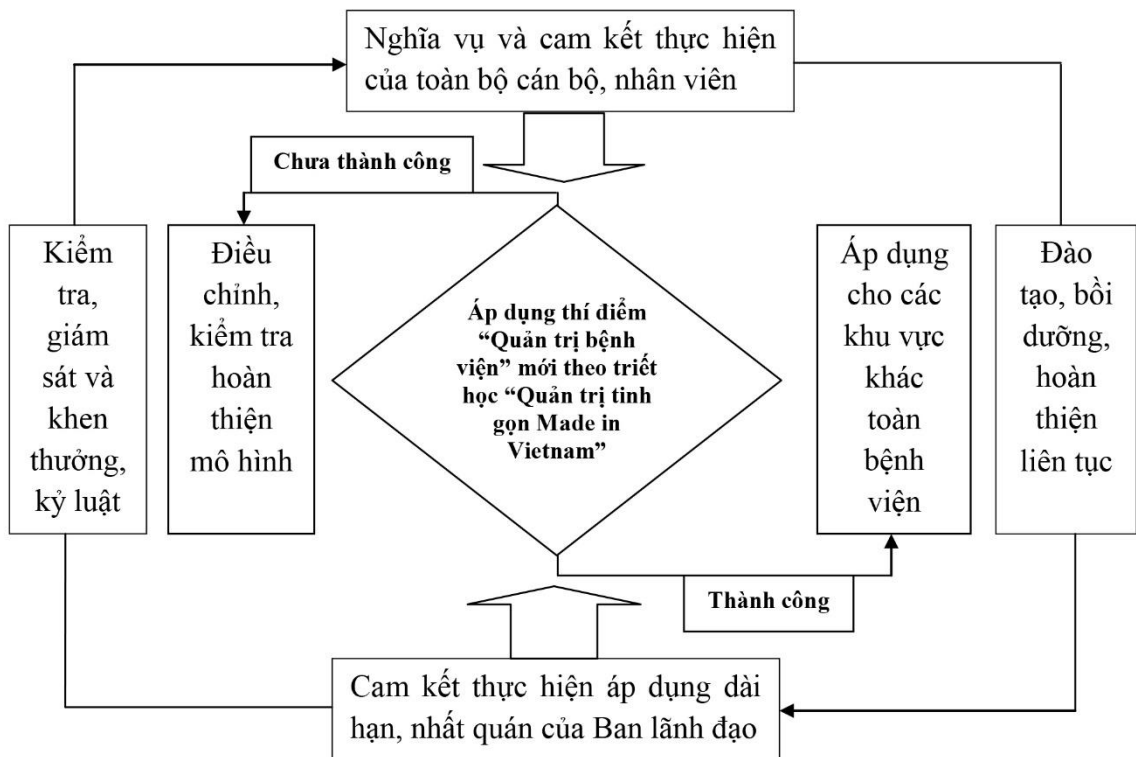 Nghĩa vụ và cam kết thực hiện
của toàn bộ cán bộ, nhân viên
Chưa thành công
Kiểm
tra,
giám
sát và
khen
thưởng,
kỷ luật
Điều
chỉnh,
kiểm tra
hoàn
thiện
mô hình
Áp dụng thí điểm
“Quản trị bệnh
viện” mới theo triết
học “Quản trị tinh
gọn Made in
Vietnam”
Áp dụng
cho các
khu vực
khác
toàn
bệnh
viện
Đào
tạo, bồi
dưỡng,
hoàn
thiện
liên tục
Thành công
Cam kết thực hiện áp dụng dài
hạn, nhất quán của Ban lãnh đạo